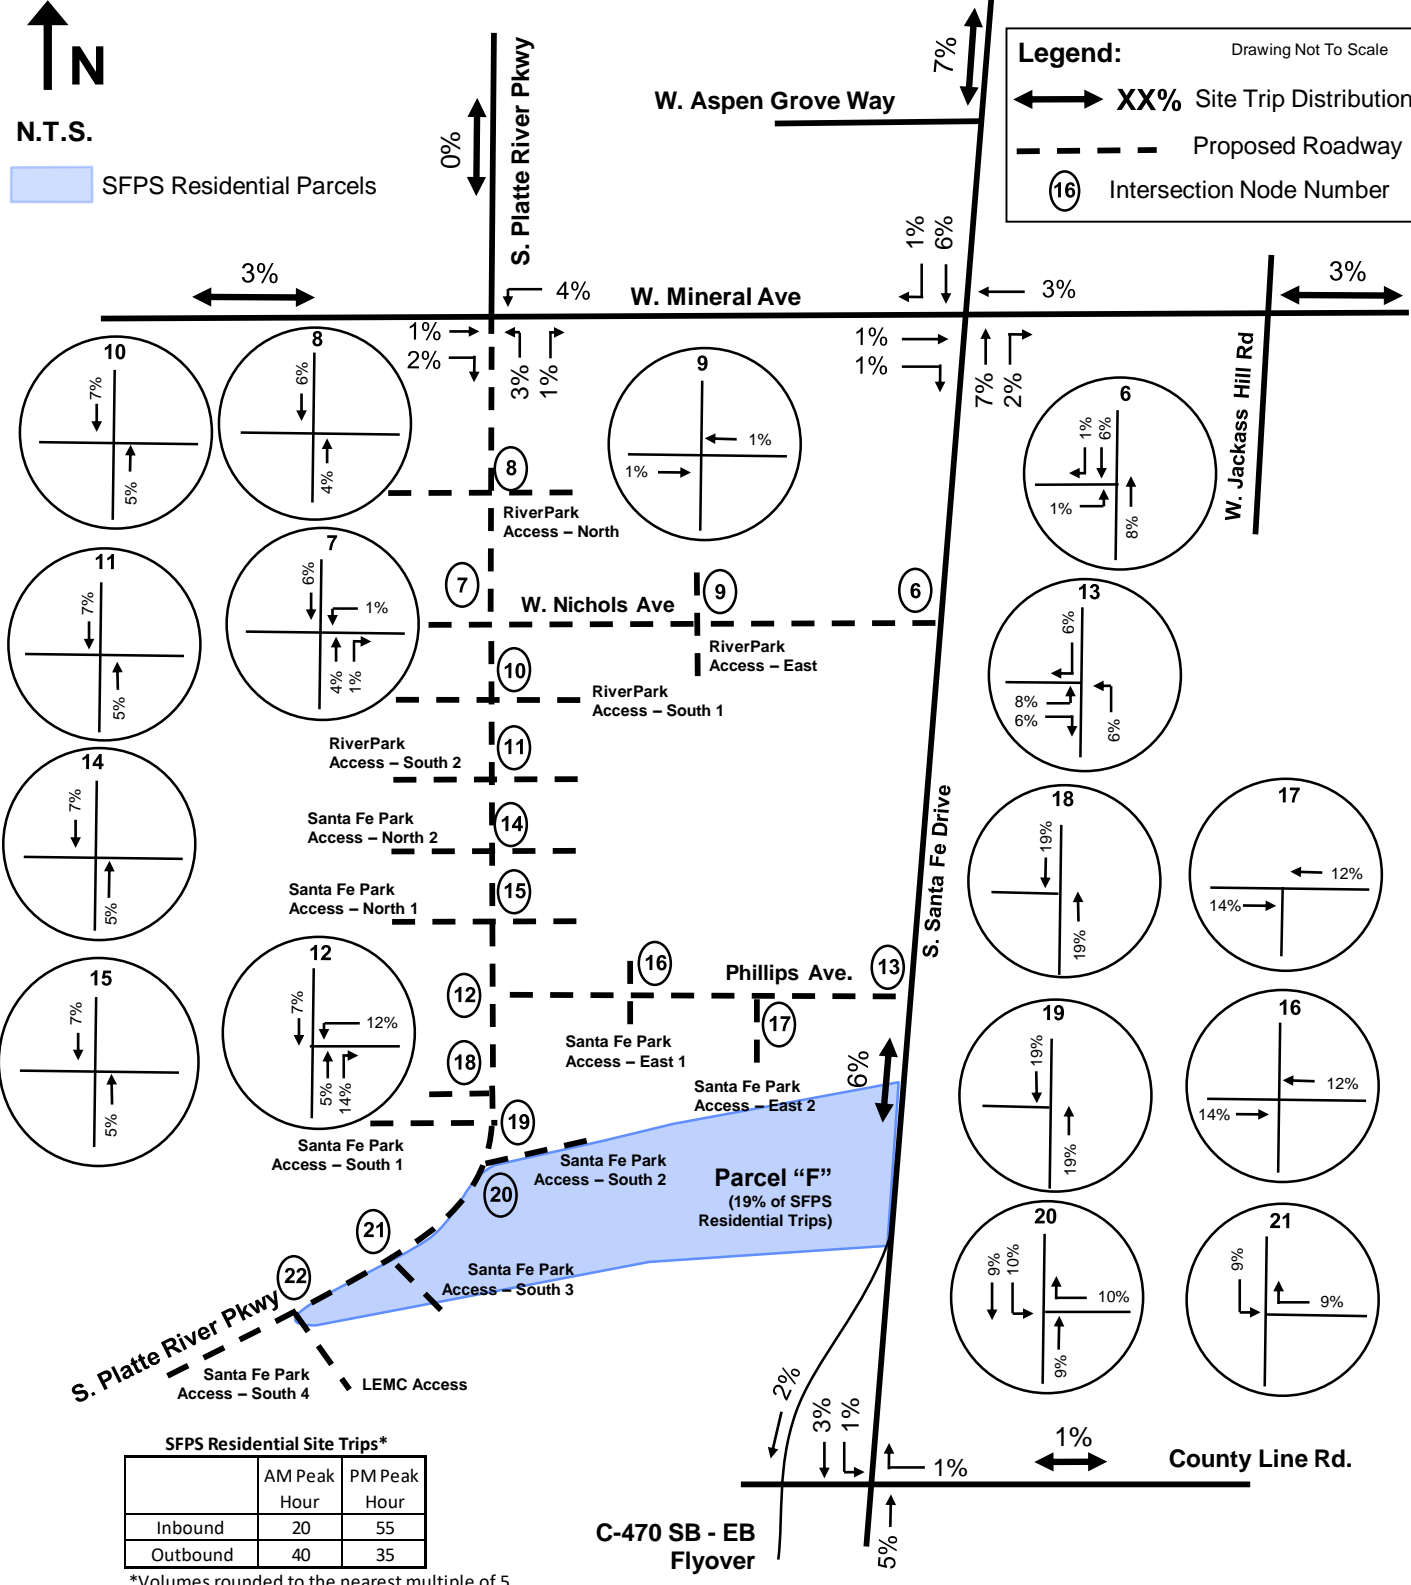 N
N.T.S.
SFPS Residential Parcels
0%
S. Platte River Pkwy
W. Aspen Grove Way
7%
Legend:
Drawing Not To Scale
XX% Site Trip Distribution
Proposed Roadway
16 Intersection Node Number
3%
4%
W. Mineral Ave
1%
6%
3%
3%
1%
2%
3%
1%
1%
1%
7%
2%
W. Jackass Hill Rd
10
7%
5%
8
6%
4%
9
1%
1%
6
1%
6%
1%
8%
8
RiverPark
Access – North
11
7%
5%
7
6%
1%
4%
1%
7
W. Nichols Ave
9
6
RiverPark
Access – East
13
6%
8%
6%
6%
10
RiverPark
Access – South 1
RiverPark
Access – South 2
11
14
7%
5%
Santa Fe Park
Access – North 2
14
S. Santa Fe Drive
18
19%
19%
17
12%
14%
Santa Fe Park
Access – North 1
15
15
7%
5%
12
7%
12%
5%
14%
12
16
Phillips Ave.
13
17
Santa Fe Park
Access – East 1
18
Santa Fe Park
Access – East 2
6%
19
19%
19%
16
12%
14%
Santa Fe Park
Access – South 1
19
Santa Fe Park
Access – South 2
20
Parcel “F”
(19% of SFPS
Residential Trips)
20
9%
10%
10%
9%
21
9%
9%
21
Santa Fe Park
Access – South 3
22
S. Platte River Pkwy
Santa Fe Park
Access – South 4
LEMC Access
2%
3%
1%
1%
5%
1%
County Line Rd.
C-470 SB - EB
Flyover
SFPS Residential Site Trips*
AM Peak Hour PM Peak Hour
Inbound 20 55
Outbound 40 35
*Volumes rounded to the nearest multiple of 5